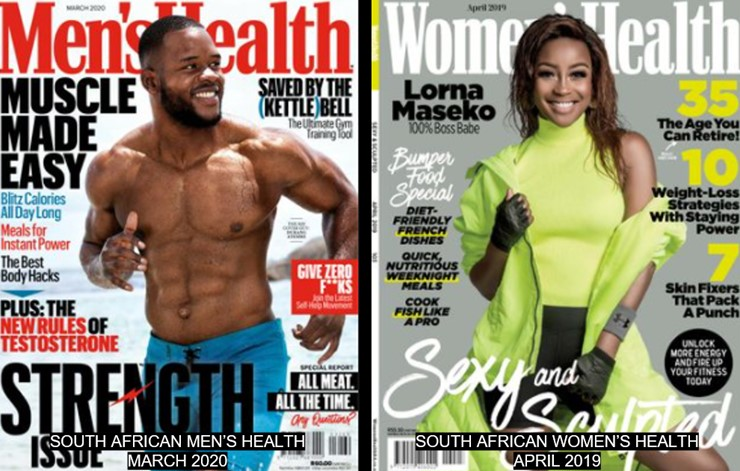 MARCH 2020
Men's Health
MUSCLE
MADE
EASY
Blitz Calories
All Day Long
Meals for
Instant Power
The Best
Body Hacks
PLUS: THE
NEW RULES OF
TESTOSTERONE
STRENGTH
ISSUE
SAVED BY THE
(KETTLE)BELL
The Ultimate Gym
Training Tool
GIVE ZERO
F**KS
Join the Latest
Self-Help Movement
SPECIAL REPORT
ALL MEAT.
ALL THE TIME.
Any Questions?
SOUTH AFRICAN MEN'S HEALTH
MARCH 2020
April 2019
Women's Health
Lorna
Maseko
100% Boss Babe
Bumper
Food
Special
DIET-
FRIENDLY
FRENCH
DISHES
QUICK,
NUTRITIOUS
WEEKNIGHT
MEALS
COOK
FISH LIKE
A PRO
35
The Age You
Can Retire!
10
Weight-Loss
Strategies
With Staying
Power
7
Skin Fixers
That Pack
A Punch
UNLOCK
MORE ENERGY
AND FIRE UP
YOUR FITNESS
TODAY
Sexy and
Sculpted
SOUTH AFRICAN WOMEN'S HEALTH
APRIL 2019